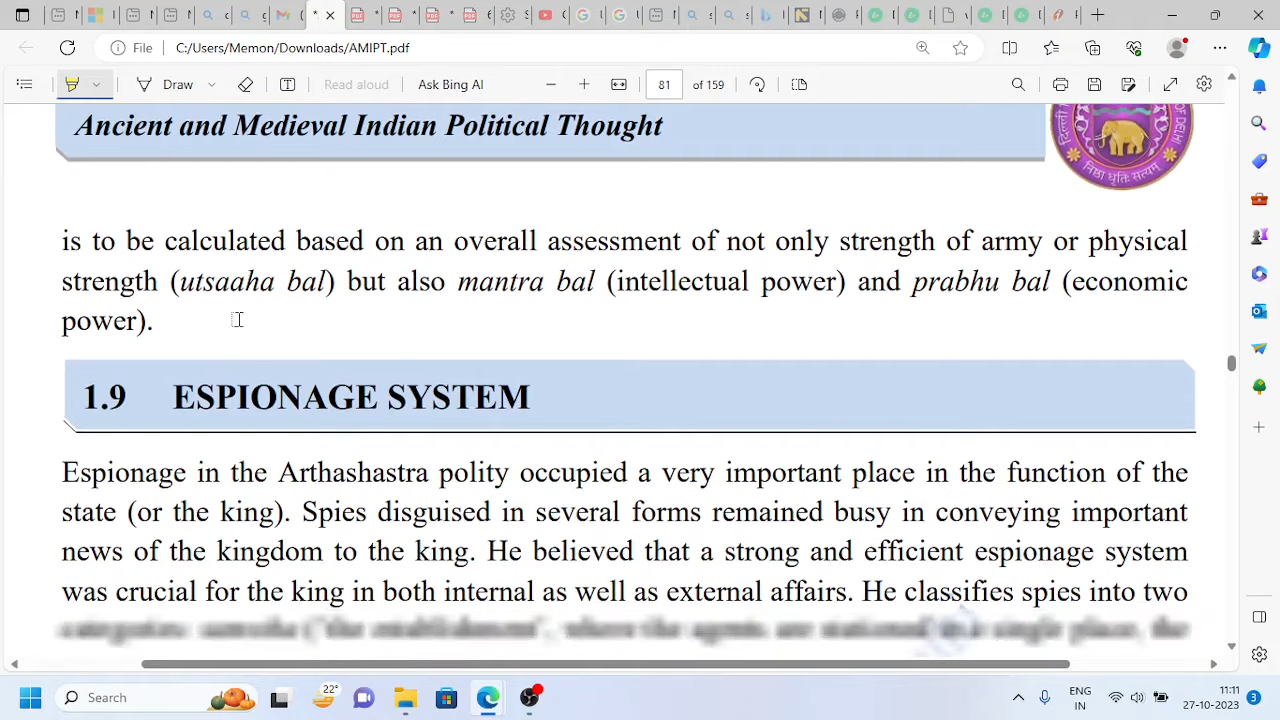 File
C:/Users/Memon/Downloads/AMIPT.pdf
Draw
Read aloud
Ask Bing AI
81
of 159
Ancient and Medieval Indian Political Thought
निष्ठा धृतिः सत्यम्
is to be calculated based on an overall assessment of not only strength of army or physical
strength (utsaaha bal) but also mantra bal (intellectual power) and prabhu bal (economic
power).
1.9 ESPIONAGE SYSTEM
Espionage in the Arthashastra polity occupied a very important place in the function of the
state (or the king). Spies disguised in several forms remained busy in conveying important
news of the kingdom to the king. He believed that a strong and efficient espionage system
was crucial for the king in both internal as well as external affairs. He classifies spies into two
Search
22°
ENG
IN
11:11
27-10-2023
3